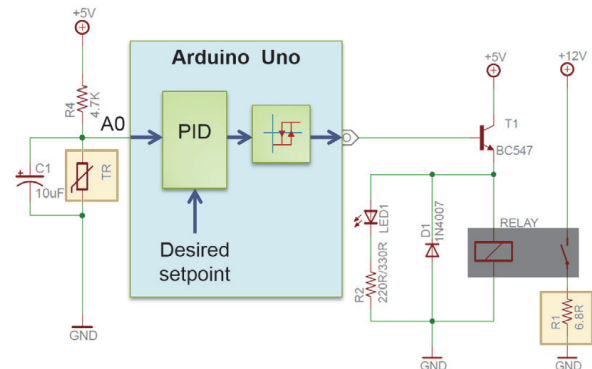 +5V
R4
4.7K
A0
C1
10uF
TR
GND
Arduino Uno
PID
Desired
setpoint
+5V
+12V
T1
BC547
LED1
R2
220R/330R
D1
1N4007
RELAY
R1
6.8R
GND
GND